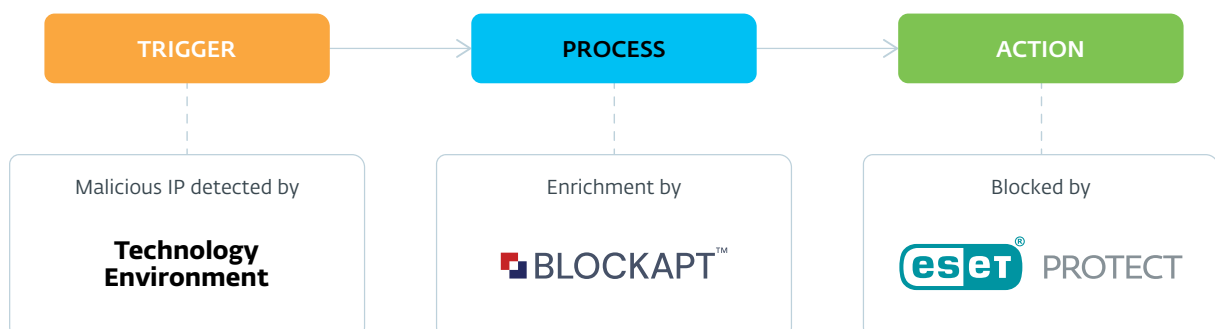 TRIGGER
PROCESS
ACTION
Malicious IP detected by
Technology
Environment
Enrichment by
BLOCKAPT™
Blocked by
eseT® PROTECT